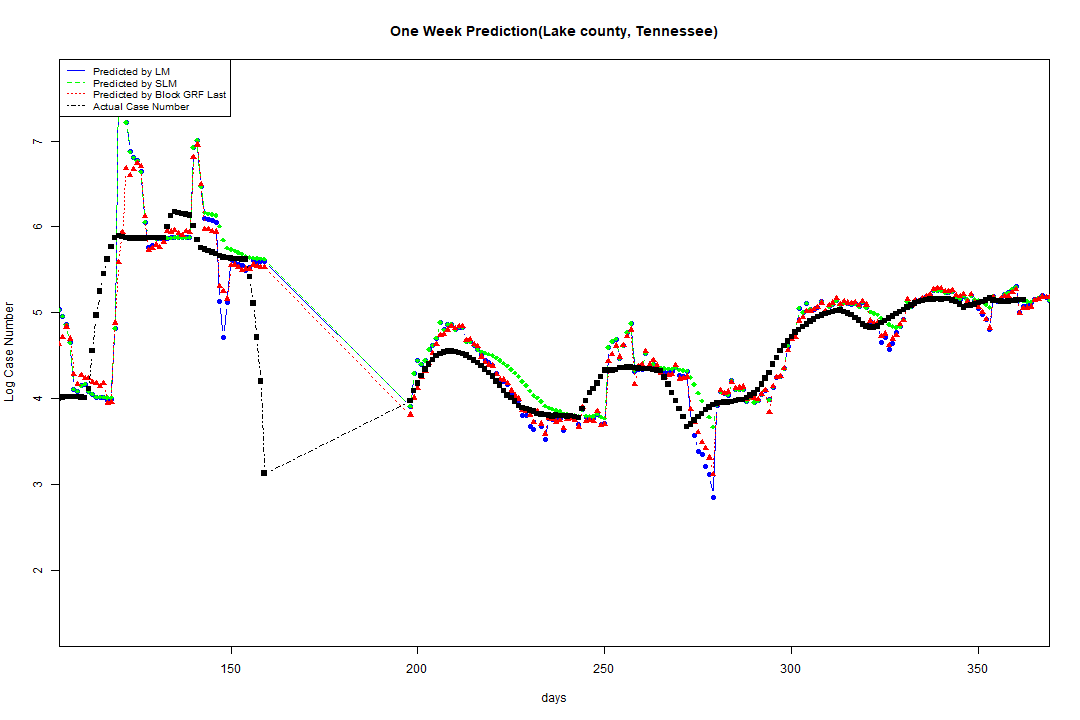 One Week Prediction(Lake county, Tennessee)
Predicted by LM
Predicted by SLM
Predicted by Block GRF Last
Actual Case Number
7
6
5
4
3
2
Log Case Number
150 200 250 300 350
days